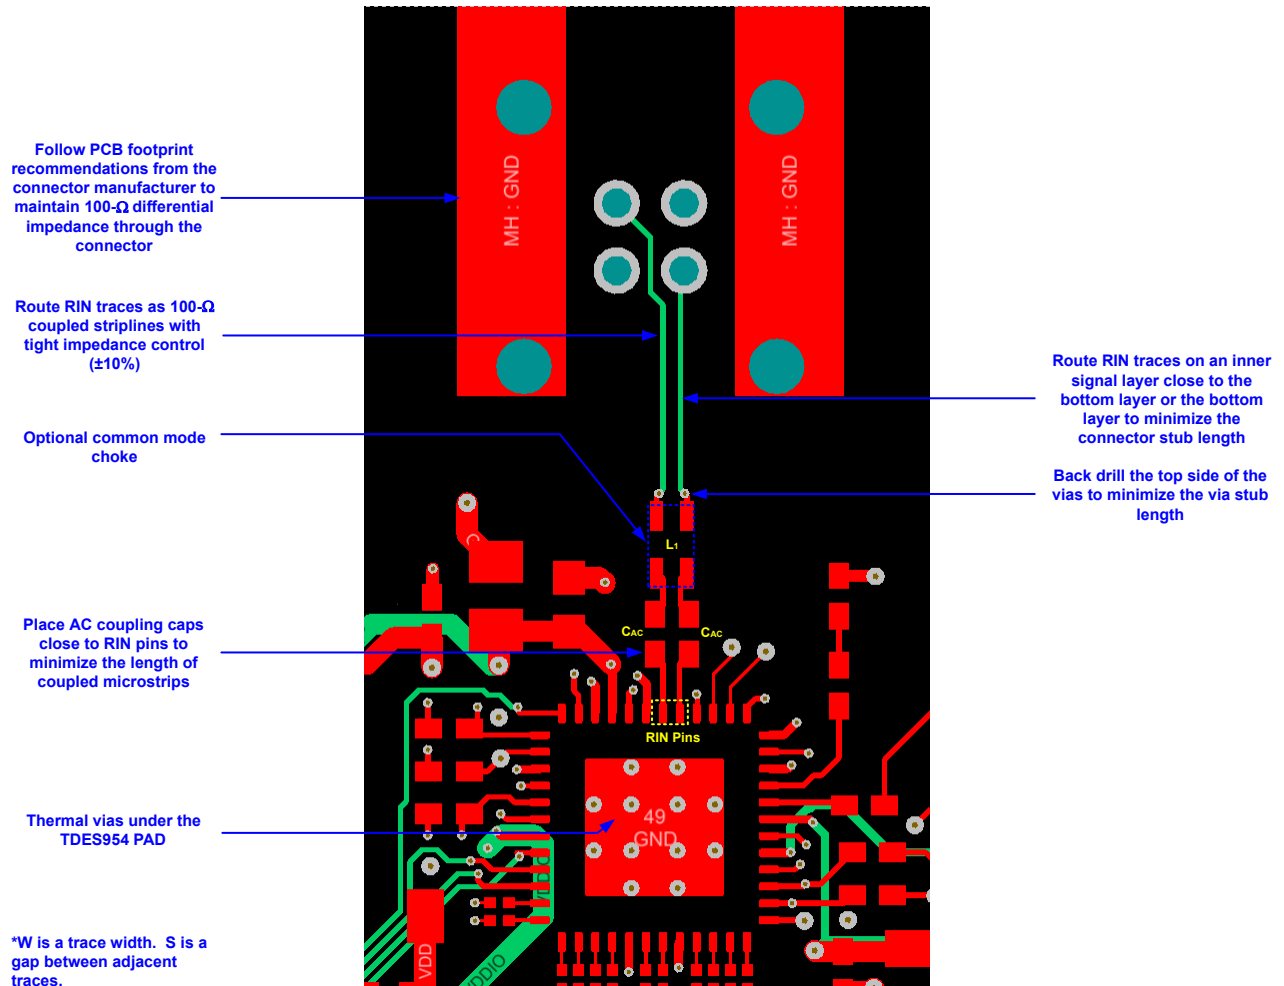 Follow PCB footprint
recommendations from the
connector manufacturer to
maintain 100-Ω differential
impedance through the
connector
Route RIN traces as 100-Ω
coupled striplines with
tight impedance control
(±10%)
Optional common mode
choke
Place AC coupling caps
close to RIN pins to
minimize the length of
coupled microstrips
Thermal vias under the
TDES954 PAD
*W is a trace width.  S is a
gap between adjacent
traces.
MH : GND
MH : GND
L1
CAC
CAC
RIN Pins
49
GND
VDDIO
VDD
VDDIO
Route RIN traces on an inner
signal layer close to the
bottom layer or the bottom
layer to minimize the
connector stub length
Back drill the top side of the
vias to minimize the via stub
length